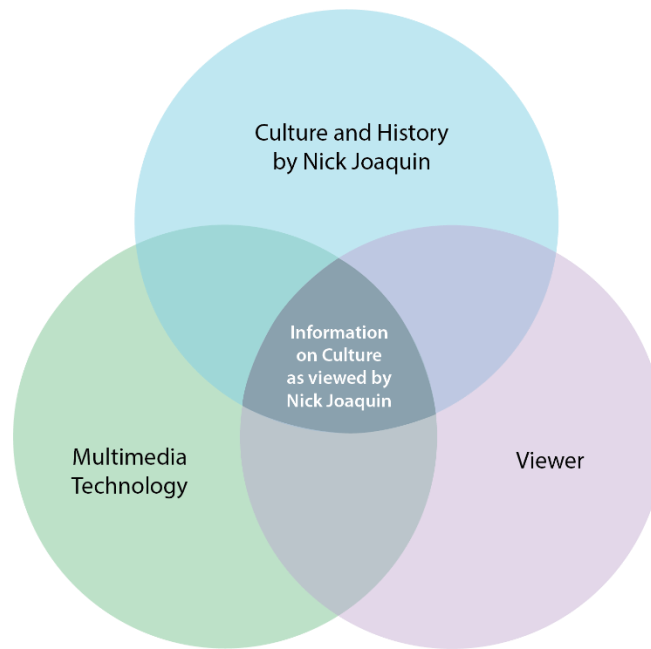 Culture and History
by Nick Joaquin
Information
on Culture
as viewed by
Nick Joaquin
Multimedia
Technology
Viewer